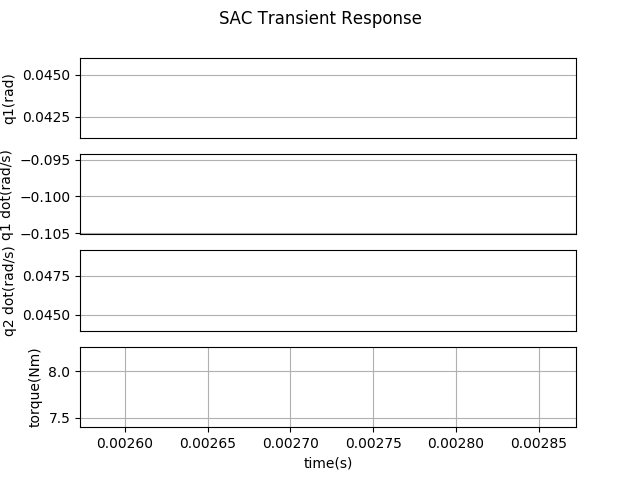 SAC Transient Response
q1(rad)
0.0450
0.0425
q1 dot(rad/s)
−0.095
−0.100
−0.105
q2 dot(rad/s)
0.0475
0.0450
torque(Nm)
8.0
7.5
0.00260 0.00265 0.00270 0.00275 0.00280 0.00285
time(s)